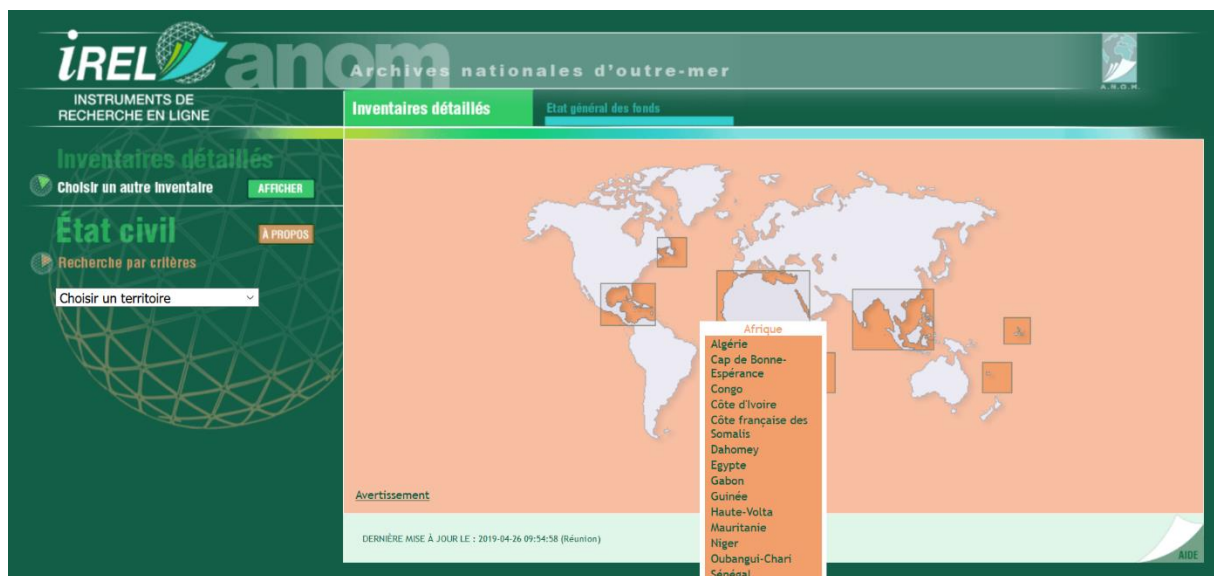 iREL
anom
Archives nationales d'outre-mer
A.N.O.M.
INSTRUMENTS DE
RECHERCHE EN LIGNE
Inventaires détaillés
Etat général des fonds
Inventaires détaillés
Choisir un autre Inventaire
AFFICHER
État civil
À PROPOS
Recherche par critères
Choisir un territoire
Afrique
Algérie
Cap de Bonne-
Espérance
Congo
Côte d'Ivoire
Côte française des
Somalis
Dahomey
Egypte
Gabon
Guinée
Haute-Volta
Mauritanie
Niger
Oubangui-Chari
Sénégal
Avertissement
DERNIÈRE MISE À JOUR LE : 2019-04-26 09:54:58 (Réunion)
AIDE